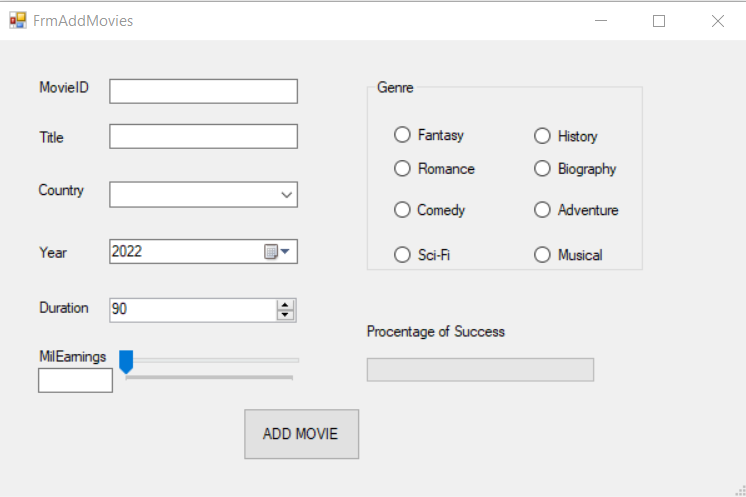 FrmAddMovies
MovieID
Title
Country
Year 2022
Duration 90
MilEarnings
Genre
Fantasy History
Romance Biography
Comedy Adventure
Sci-Fi Musical
Procentage of Success
ADD MOVIE